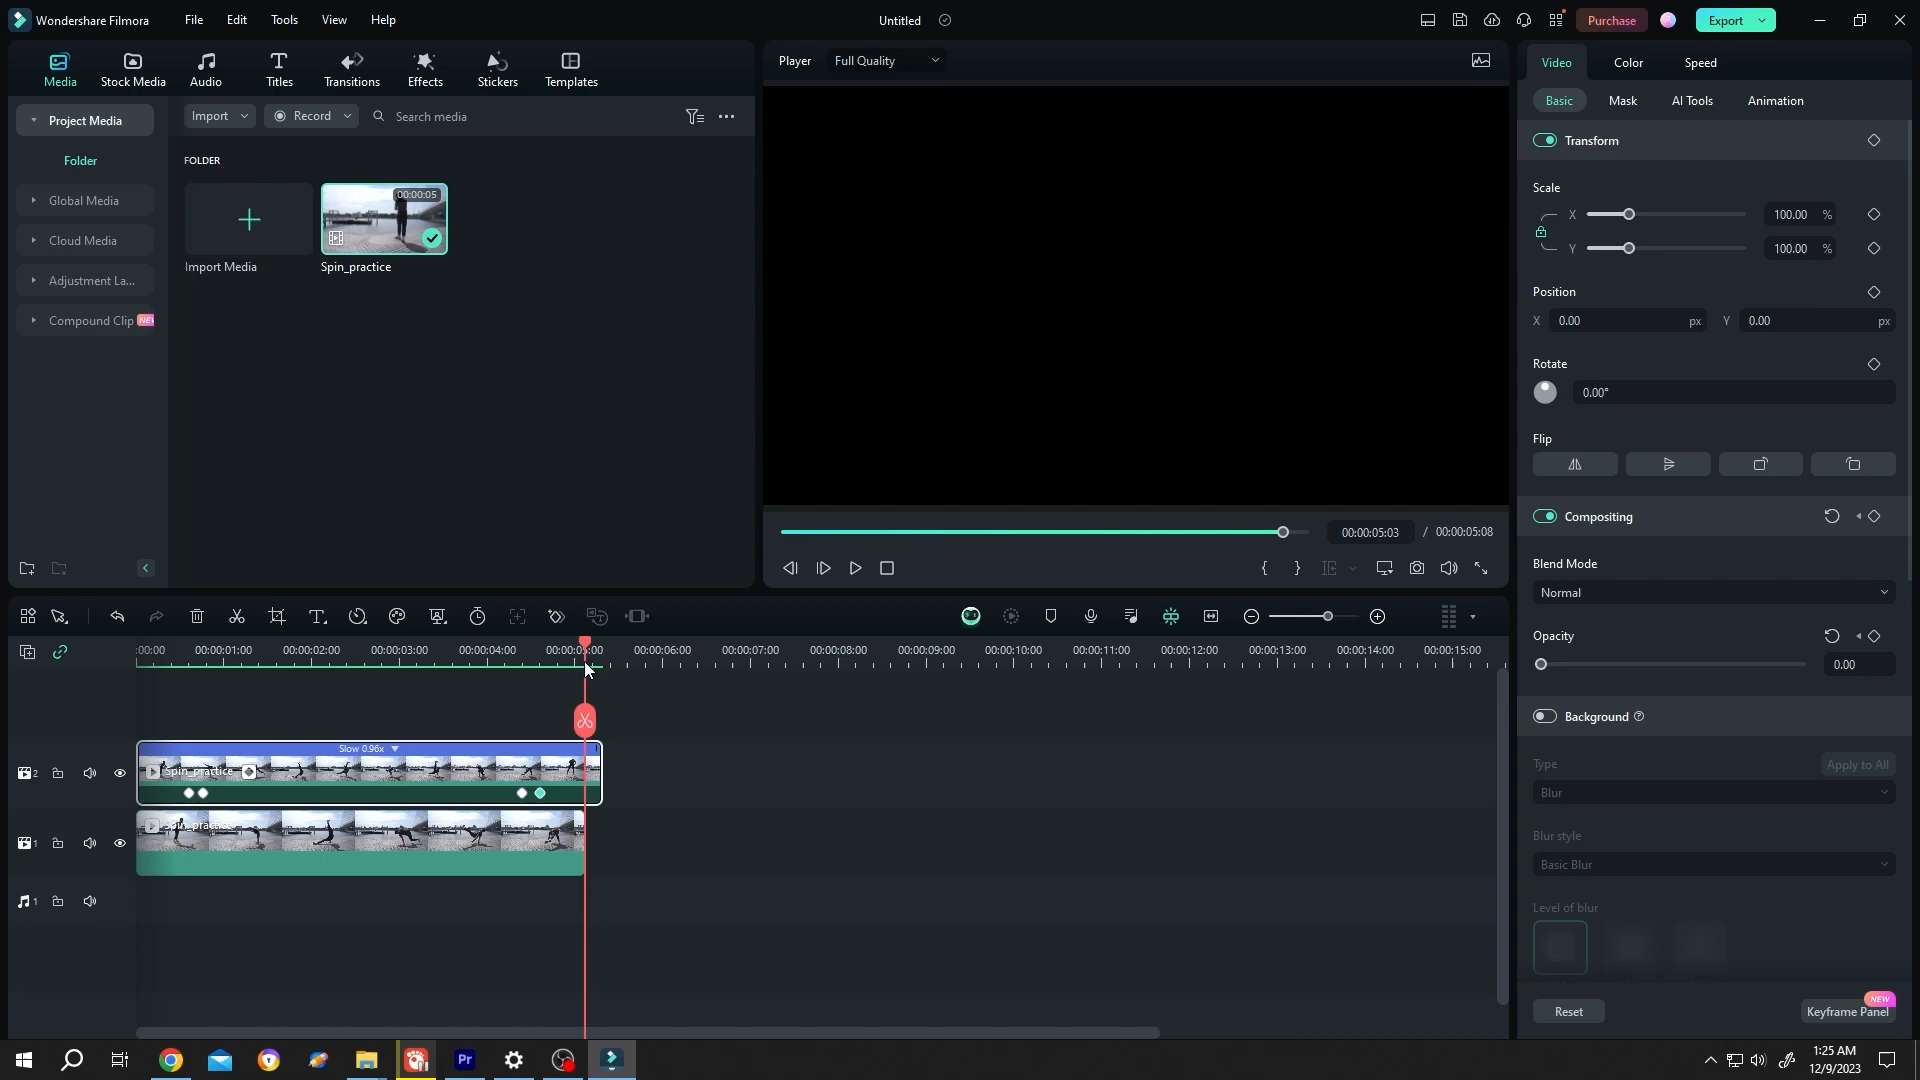 Wondershare Filmora
File
Edit
Tools
View
Help
Untitled
Purchase
Export
Media
Stock Media
Audio
Titles
Transitions
Effects
Stickers
Templates
Project Media
Folder
Global Media
Cloud Media
Adjustment La...
Compound Clip
Import
Record
Search media
FOLDER
00:00:05
Import Media
Spin_practice
Player
Full Quality
00:00:05:03 / 00:00:05:08
Video
Color
Speed
Basic
Mask
AI Tools
Animation
Transform
Scale
X 100.00 %
Y 100.00 %
Position
X 0.00 px Y 0.00 px
Rotate
0.00°
Flip
Compositing
Blend Mode
Normal
Opacity
0.00
Background
Type
Apply to All
Blur
Blur style
Basic Blur
Level of blur
Reset
NEW
Keyframe Panel
:00:00 00:00:01:00 00:00:02:00 00:00:03:00 00:00:04:00 00:00:05:00 00:00:06:00 00:00:07:00 00:00:08:00 00:00:09:00 00:00:10:00 00:00:11:00 00:00:12:00 00:00:13:00 00:00:14:00 00:00:15:00
Slow 0.96x
2
Spin_practice
1
Spin_practice
1
Pr
1:25 AM
12/9/2023